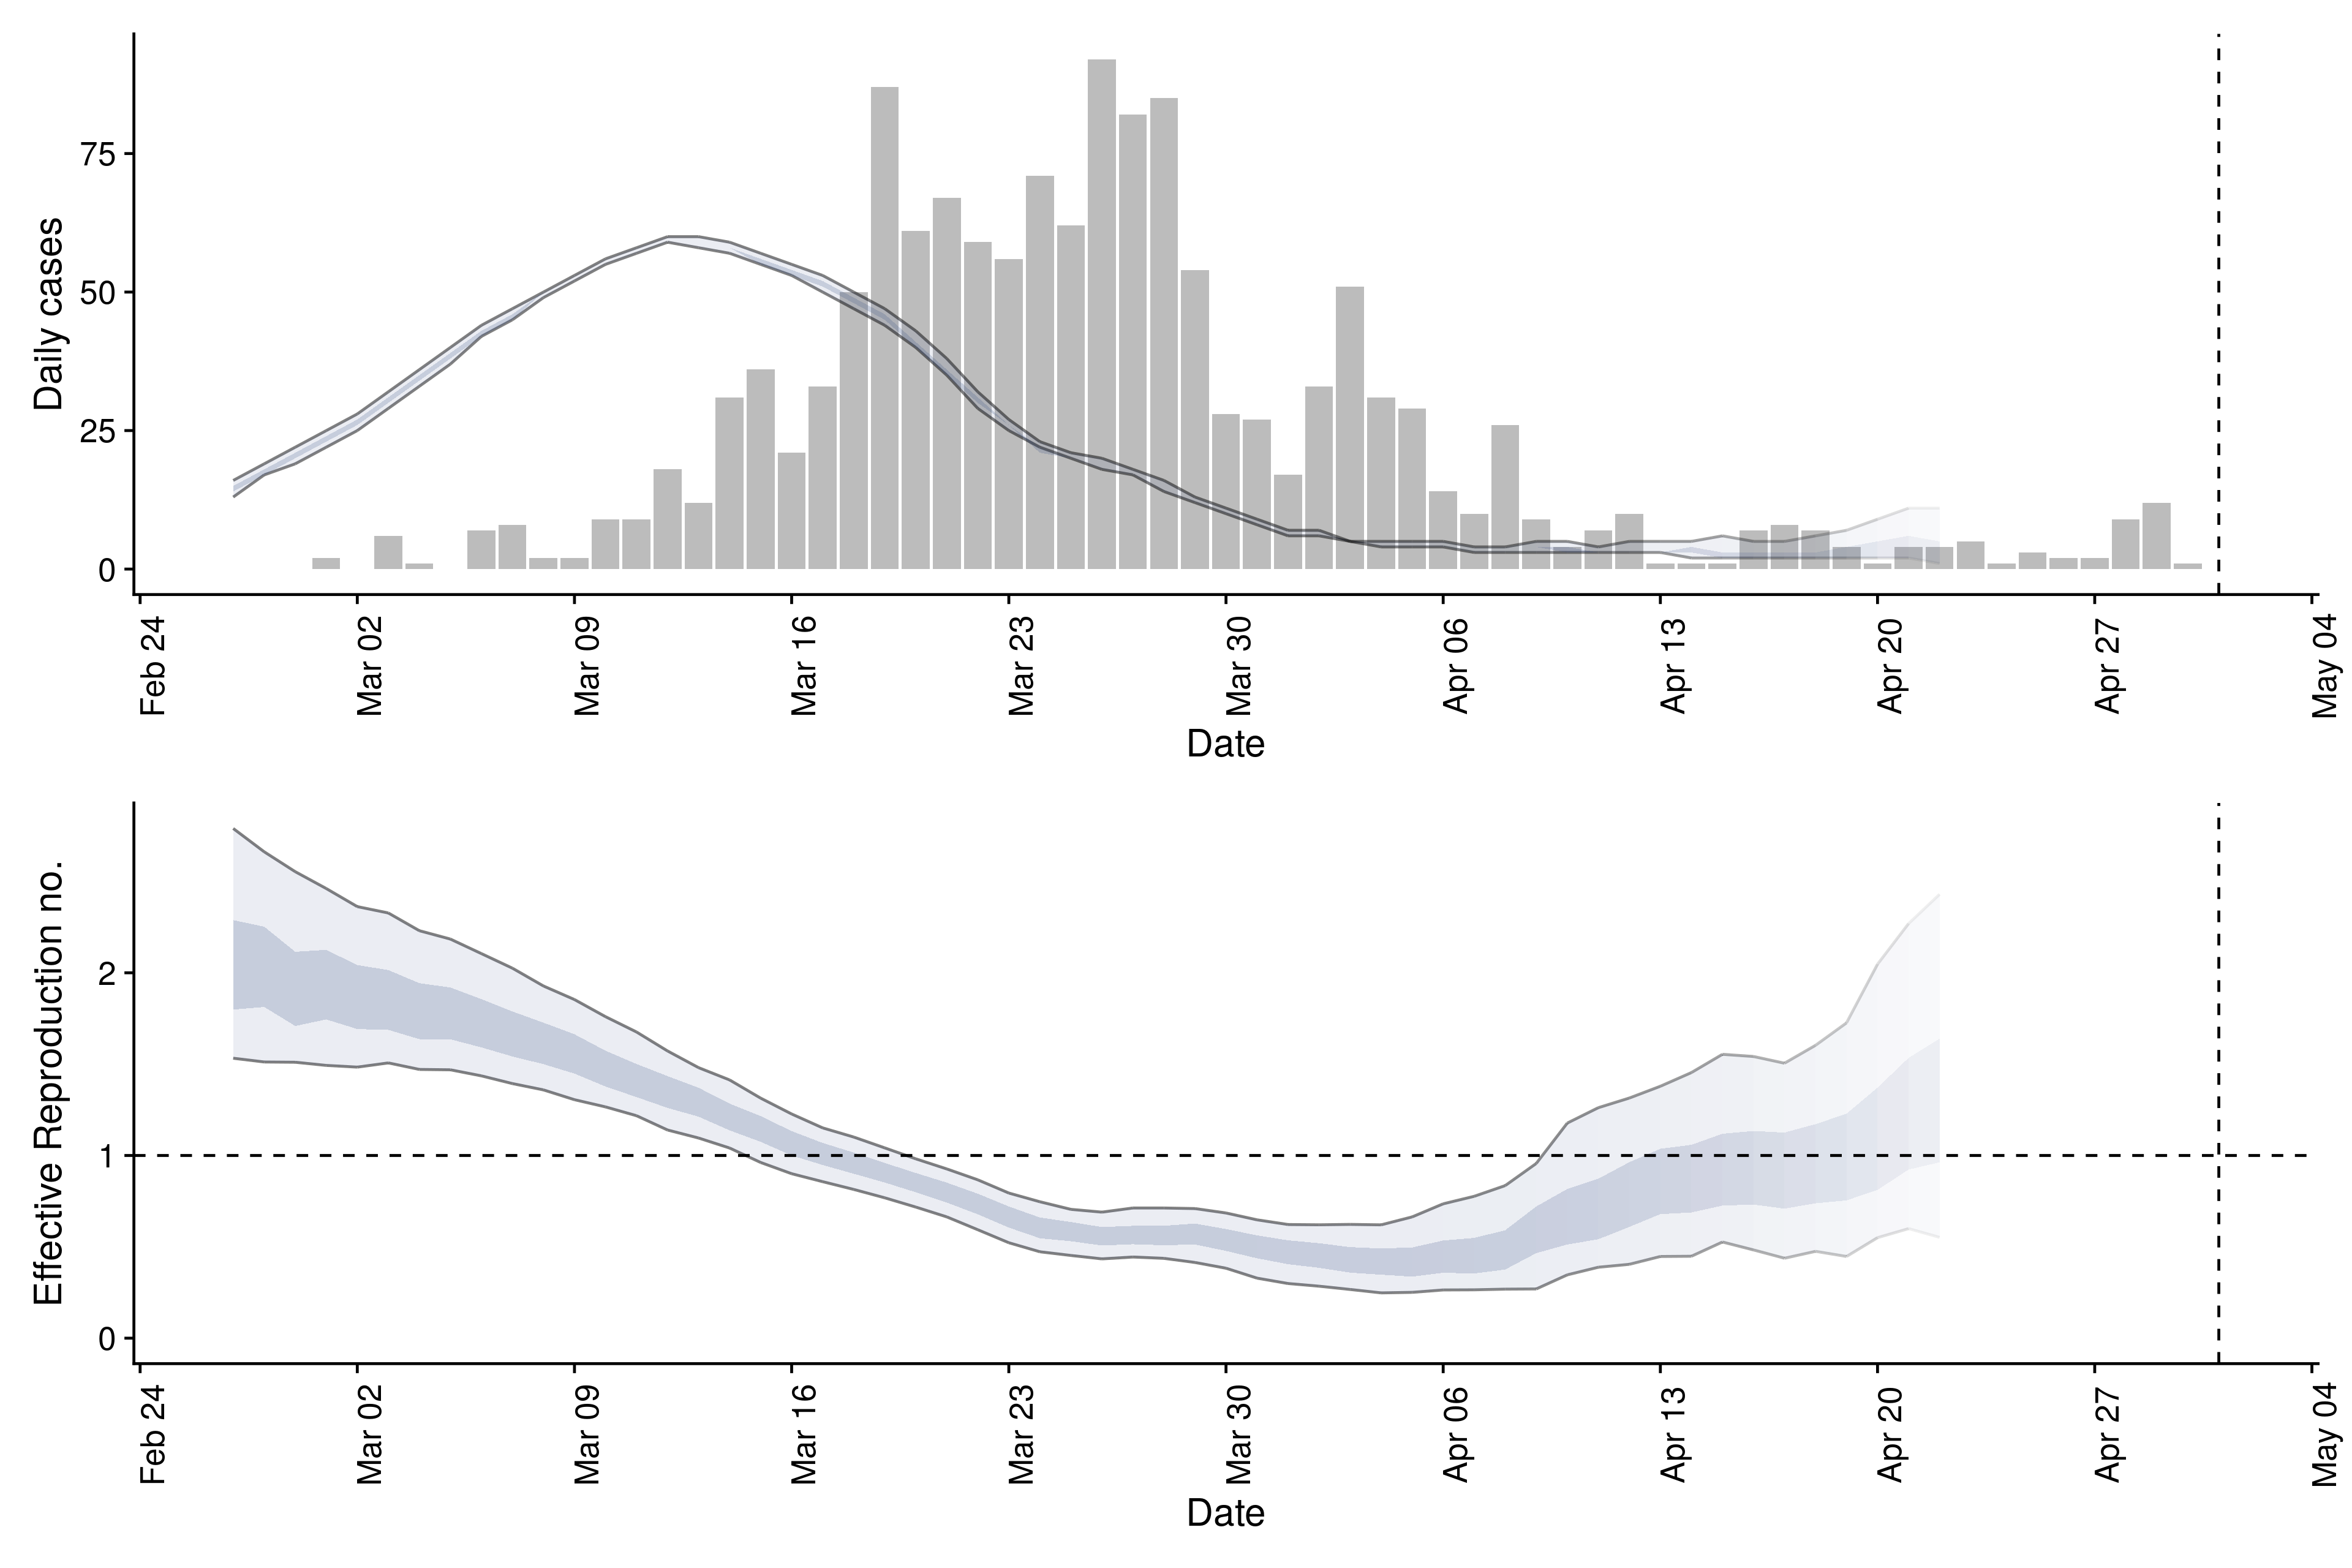 Daily cases
75
50
25
0
Feb 24
Mar 02
Mar 09
Mar 16
Mar 23
Mar 30
Apr 06
Apr 13
Apr 20
Apr 27
May 04
Date
Effective Reproduction no.
2
1
0
Feb 24
Mar 02
Mar 09
Mar 16
Mar 23
Mar 30
Apr 06
Apr 13
Apr 20
Apr 27
May 04
Date